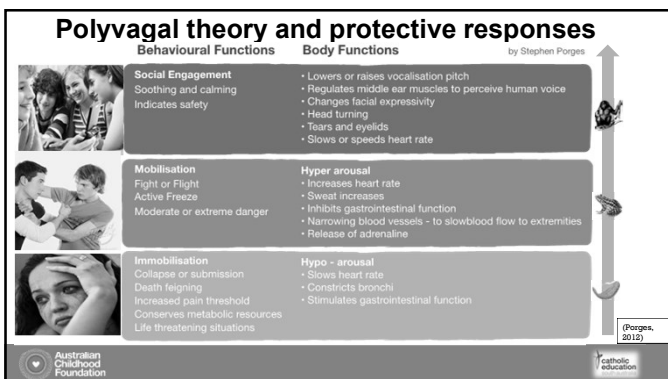 Polyvagal theory and protective responses
Behavioural Functions
Body Functions
by Stephen Porges
Social Engagement
Soothing and calming
Indicates safety
• Lowers or raises vocalisation pitch
• Regulates middle ear muscles to perceive human voice
• Changes facial expressivity
• Head turning
• Tears and eyelids
• Slows or speeds heart rate
Mobilisation
Fight or Flight
Active Freeze
Moderate or extreme danger
Hyper arousal
• Increases heart rate
• Sweat increases
• Inhibits gastrointestinal function
• Narrowing blood vessels - to slowblood flow to extremities
• Release of adrenaline
Immobilisation
Collapse or submission
Death feigning
Increased pain threshold
Conserves metabolic resources
Life threatening situations
Hypo - arousal
• Slows heart rate
• Constricts bronchi
• Stimulates gastrointestinal function
(Porges,
2012)
Australian
Childhood
Foundation
catholic
education